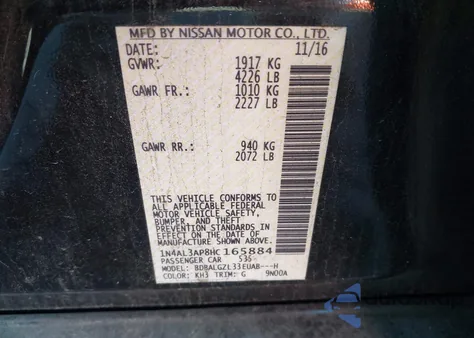 MFD BY NISSAN MOTOR CO., LTD.
DATE: 11/16
GVWR: 1917 KG
4226 LB
GAWR FR: 1010 KG
2227 LB
GAWR RR: 940 KG
2072 LB
THIS VEHICLE CONFORMS TO
ALL APPLICABLE FEDERAL
MOTOR VEHICLE SAFETY,
BUMPER, AND THEFT
PREVENTION STANDARDS IN
EFFECT ON THE DATE OF
MANUFACTURE SHOWN ABOVE.
1N4AL3AP8HC165884
PASSENGER CAR 536
MODEL: BDBALGZL33EUAB---H
COLOR: KH3 TRIM: G 9N00A